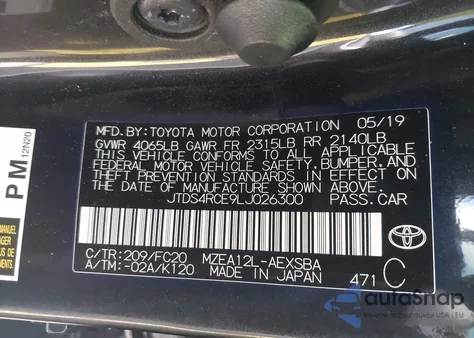 MFD.BY:TOYOTA MOTOR CORPORATION 05/19
GVWR 4065LB GAWR FR 2315LB RR 2140LB
THIS VEHICLE CONFORMS TO ALL APPLICABLE
FEDERAL MOTOR VEHICLE SAFETY,BUMPER,AND
THEFT PREVENTION STANDARDS IN EFFECT ON
THE DATE OF MANUFACTURE SHOWN ABOVE.
JTDS4RCE9LJ026300 PASS.CAR
C/TR:209/FC20 MZEA12L-AEXSBA
A/TM:-02A/K120 MADE IN JAPAN 471 C
TOYOTA
PM 12N20
autoSnap